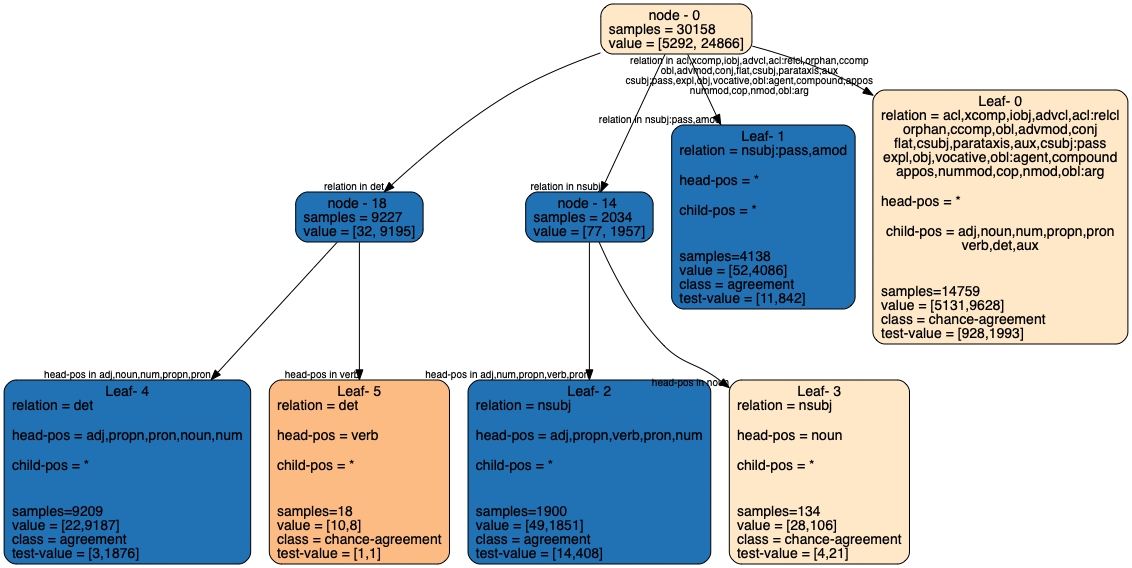 node - 0
samples = 30158
value = [5292, 24866]
relation in acl,xcomp,iobj,advcl,acl:relcl,orphan,ccomp
obl,advmod,conj,flat,csubj,parataxis,aux
csubj:pass,expl,obj,vocative,obl:agent,compound,appos
nummod,cop,nmod,obl:arg
relation in nsubj:pass,amod
relation in det
relation in nsubj
Leaf- 1
relation = nsubj:pass,amod
head-pos = *
child-pos = *
samples=4138
value = [52,4086]
class = agreement
test-value = [11,842]
Leaf- 0
relation = acl,xcomp,iobj,advcl,acl:relcl
orphan,ccomp,obl,advmod,conj
flat,csubj,parataxis,aux,csubj:pass
expl,obj,vocative,obl:agent,compound
appos,nummod,cop,nmod,obl:arg
head-pos = *
child-pos = adj,noun,num,propn,pron
verb,det,aux
samples=14759
value = [5131,9628]
class = chance-agreement
test-value = [928,1993]
node - 18
samples = 9227
value = [32, 9195]
node - 14
samples = 2034
value = [77, 1957]
head-pos in adj,noun,num,propn,pron
head-pos in verb
head-pos in adj,num,propn,verb,pron
head-pos in noun
Leaf- 4
relation = det
head-pos = adj,propn,pron,noun,num
child-pos = *
samples=9209
value = [22,9187]
class = agreement
test-value = [3,1876]
Leaf- 5
relation = det
head-pos = verb
child-pos = *
samples=18
value = [10,8]
class = chance-agreement
test-value = [1,1]
Leaf- 2
relation = nsubj
head-pos = adj,propn,verb,pron,num
child-pos = *
samples=1900
value = [49,1851]
class = agreement
test-value = [14,408]
Leaf- 3
relation = nsubj
head-pos = noun
child-pos = *
samples=134
value = [28,106]
class = chance-agreement
test-value = [4,21]